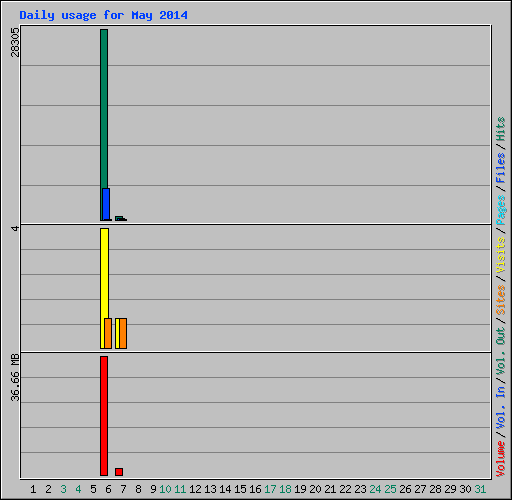 Daily usage for May 2014
28305
4
36.66 MB
Volume / Vol. In / Vol. Out / Sites / Visits / Pages / Files / Hits
1 2 3 4 5 6 7 8 9 10 11 12 13 14 15 16 17 18 19 20 21 22 23 24 25 26 27 28 29 30 31